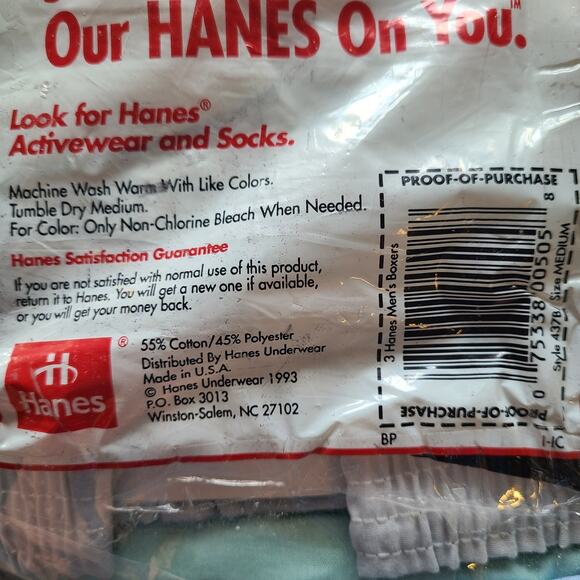 Our HANES On You.™
Look for Hanes®
Activewear and Socks.
Machine Wash Warm With Like Colors.
Tumble Dry Medium.
For Color: Only Non-Chlorine Bleach When Needed.
Hanes Satisfaction Guarantee
If you are not satisfied with normal use of this product,
return it to Hanes. You will get a new one if available,
or you will get your money back.
H
Hanes
®
55% Cotton/45% Polyester
Distributed By Hanes Underwear
Made in U.S.A.
© Hanes Underwear 1993
P.O. Box 3013
Winston-Salem, NC 27102
PROOF-OF-PURCHASE
3 Hanes Men's Boxers
0 75338 00505 8
Style 437B Size MEDIUM
PROOF-OF-PURCHASE
BP
1-1C